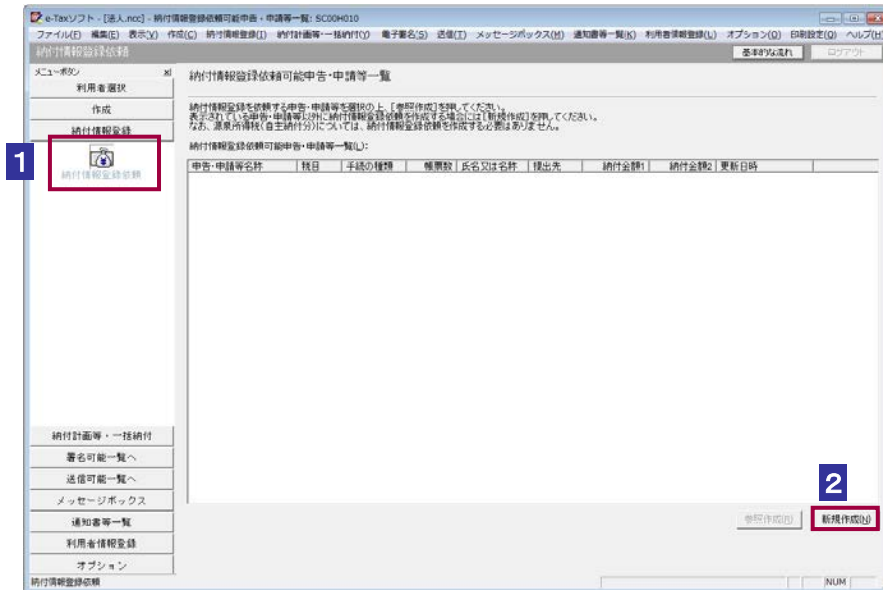 e-Taxソフト - [法人.ncc] - 納付情報登録依頼可能申告・申請等一覧: SC00H010
ファイル(F) 編集(E) 表示(V) 作成(C) 納付情報登録(I) 納付計画等・一括納付(Y) 電子署名(S) 送信(T) メッセージボックス(M) 通知書等一覧(K) 利用者情報登録(L) オプション(O) 印刷設定(Q) ヘルプ(H)
納付情報登録依頼 基本的な流れ ログアウト
メニューボタン
利用者選択
作成
納付情報登録
1
納付情報登録依頼
納付情報登録依頼可能申告・申請等一覧
納付情報登録を依頼する申告・申請等を選択の上、[参照作成]を押してください。
表示されている申告・申請等以外に納付情報登録依頼を作成する場合には[新規作成]を押してください。
なお、源泉所得税(自主納付分)については、納付情報登録依頼を作成する必要はありません。
納付情報登録依頼可能申告・申請等一覧(L):
申告・申請等名称 税目 手続の種類 帳票数 氏名又は名称 提出先 納付金額1 納付金額2 更新日時
納付計画等・一括納付
署名可能一覧へ
送信可能一覧へ
メッセージボックス
通知書等一覧
利用者情報登録
オプション
2
参照作成(R) 新規作成(N)
納付情報登録依頼 NUM